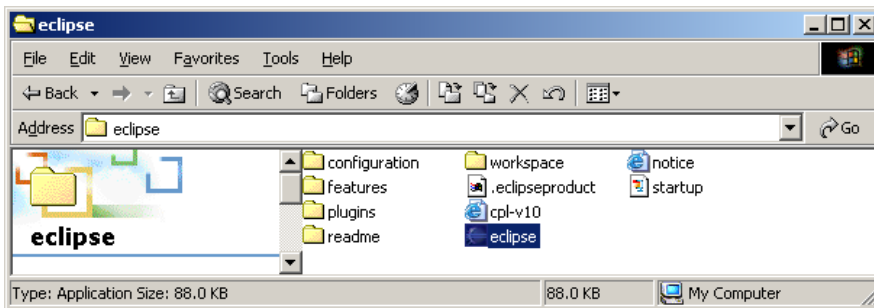 eclipse
File Edit View Favorites Tools Help
Back Search Folders
Address eclipse Go
configuration workspace notice
features .eclipseproduct startup
plugins cpl-v10
readme eclipse
eclipse
Type: Application Size: 88.0 KB 88.0 KB My Computer